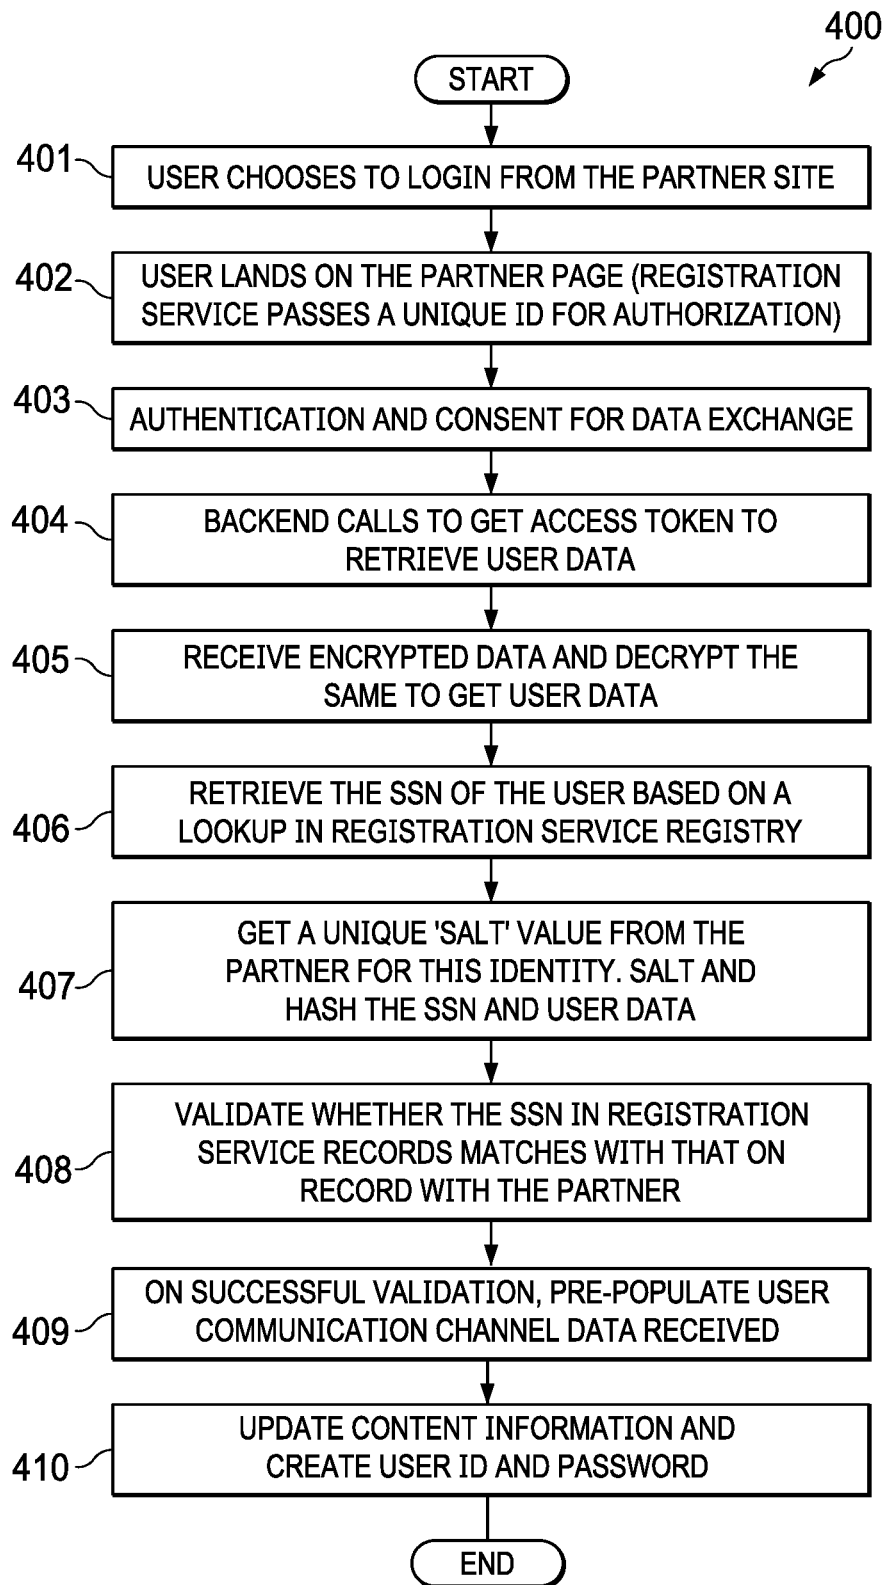 400
START
401
USER CHOOSES TO LOGIN FROM THE PARTNER SITE
402
USER LANDS ON THE PARTNER PAGE (REGISTRATION
SERVICE PASSES A UNIQUE ID FOR AUTHORIZATION)
403
AUTHENTICATION AND CONSENT FOR DATA EXCHANGE
404
BACKEND CALLS TO GET ACCESS TOKEN TO
RETRIEVE USER DATA
405
RECEIVE ENCRYPTED DATA AND DECRYPT THE
SAME TO GET USER DATA
406
RETRIEVE THE SSN OF THE USER BASED ON A
LOOKUP IN REGISTRATION SERVICE REGISTRY
407
GET A UNIQUE 'SALT' VALUE FROM THE
PARTNER FOR THIS IDENTITY. SALT AND
HASH THE SSN AND USER DATA
408
VALIDATE WHETHER THE SSN IN REGISTRATION
SERVICE RECORDS MATCHES WITH THAT ON
RECORD WITH THE PARTNER
409
ON SUCCESSFUL VALIDATION, PRE-POPULATE USER
COMMUNICATION CHANNEL DATA RECEIVED
410
UPDATE CONTENT INFORMATION AND
CREATE USER ID AND PASSWORD
END